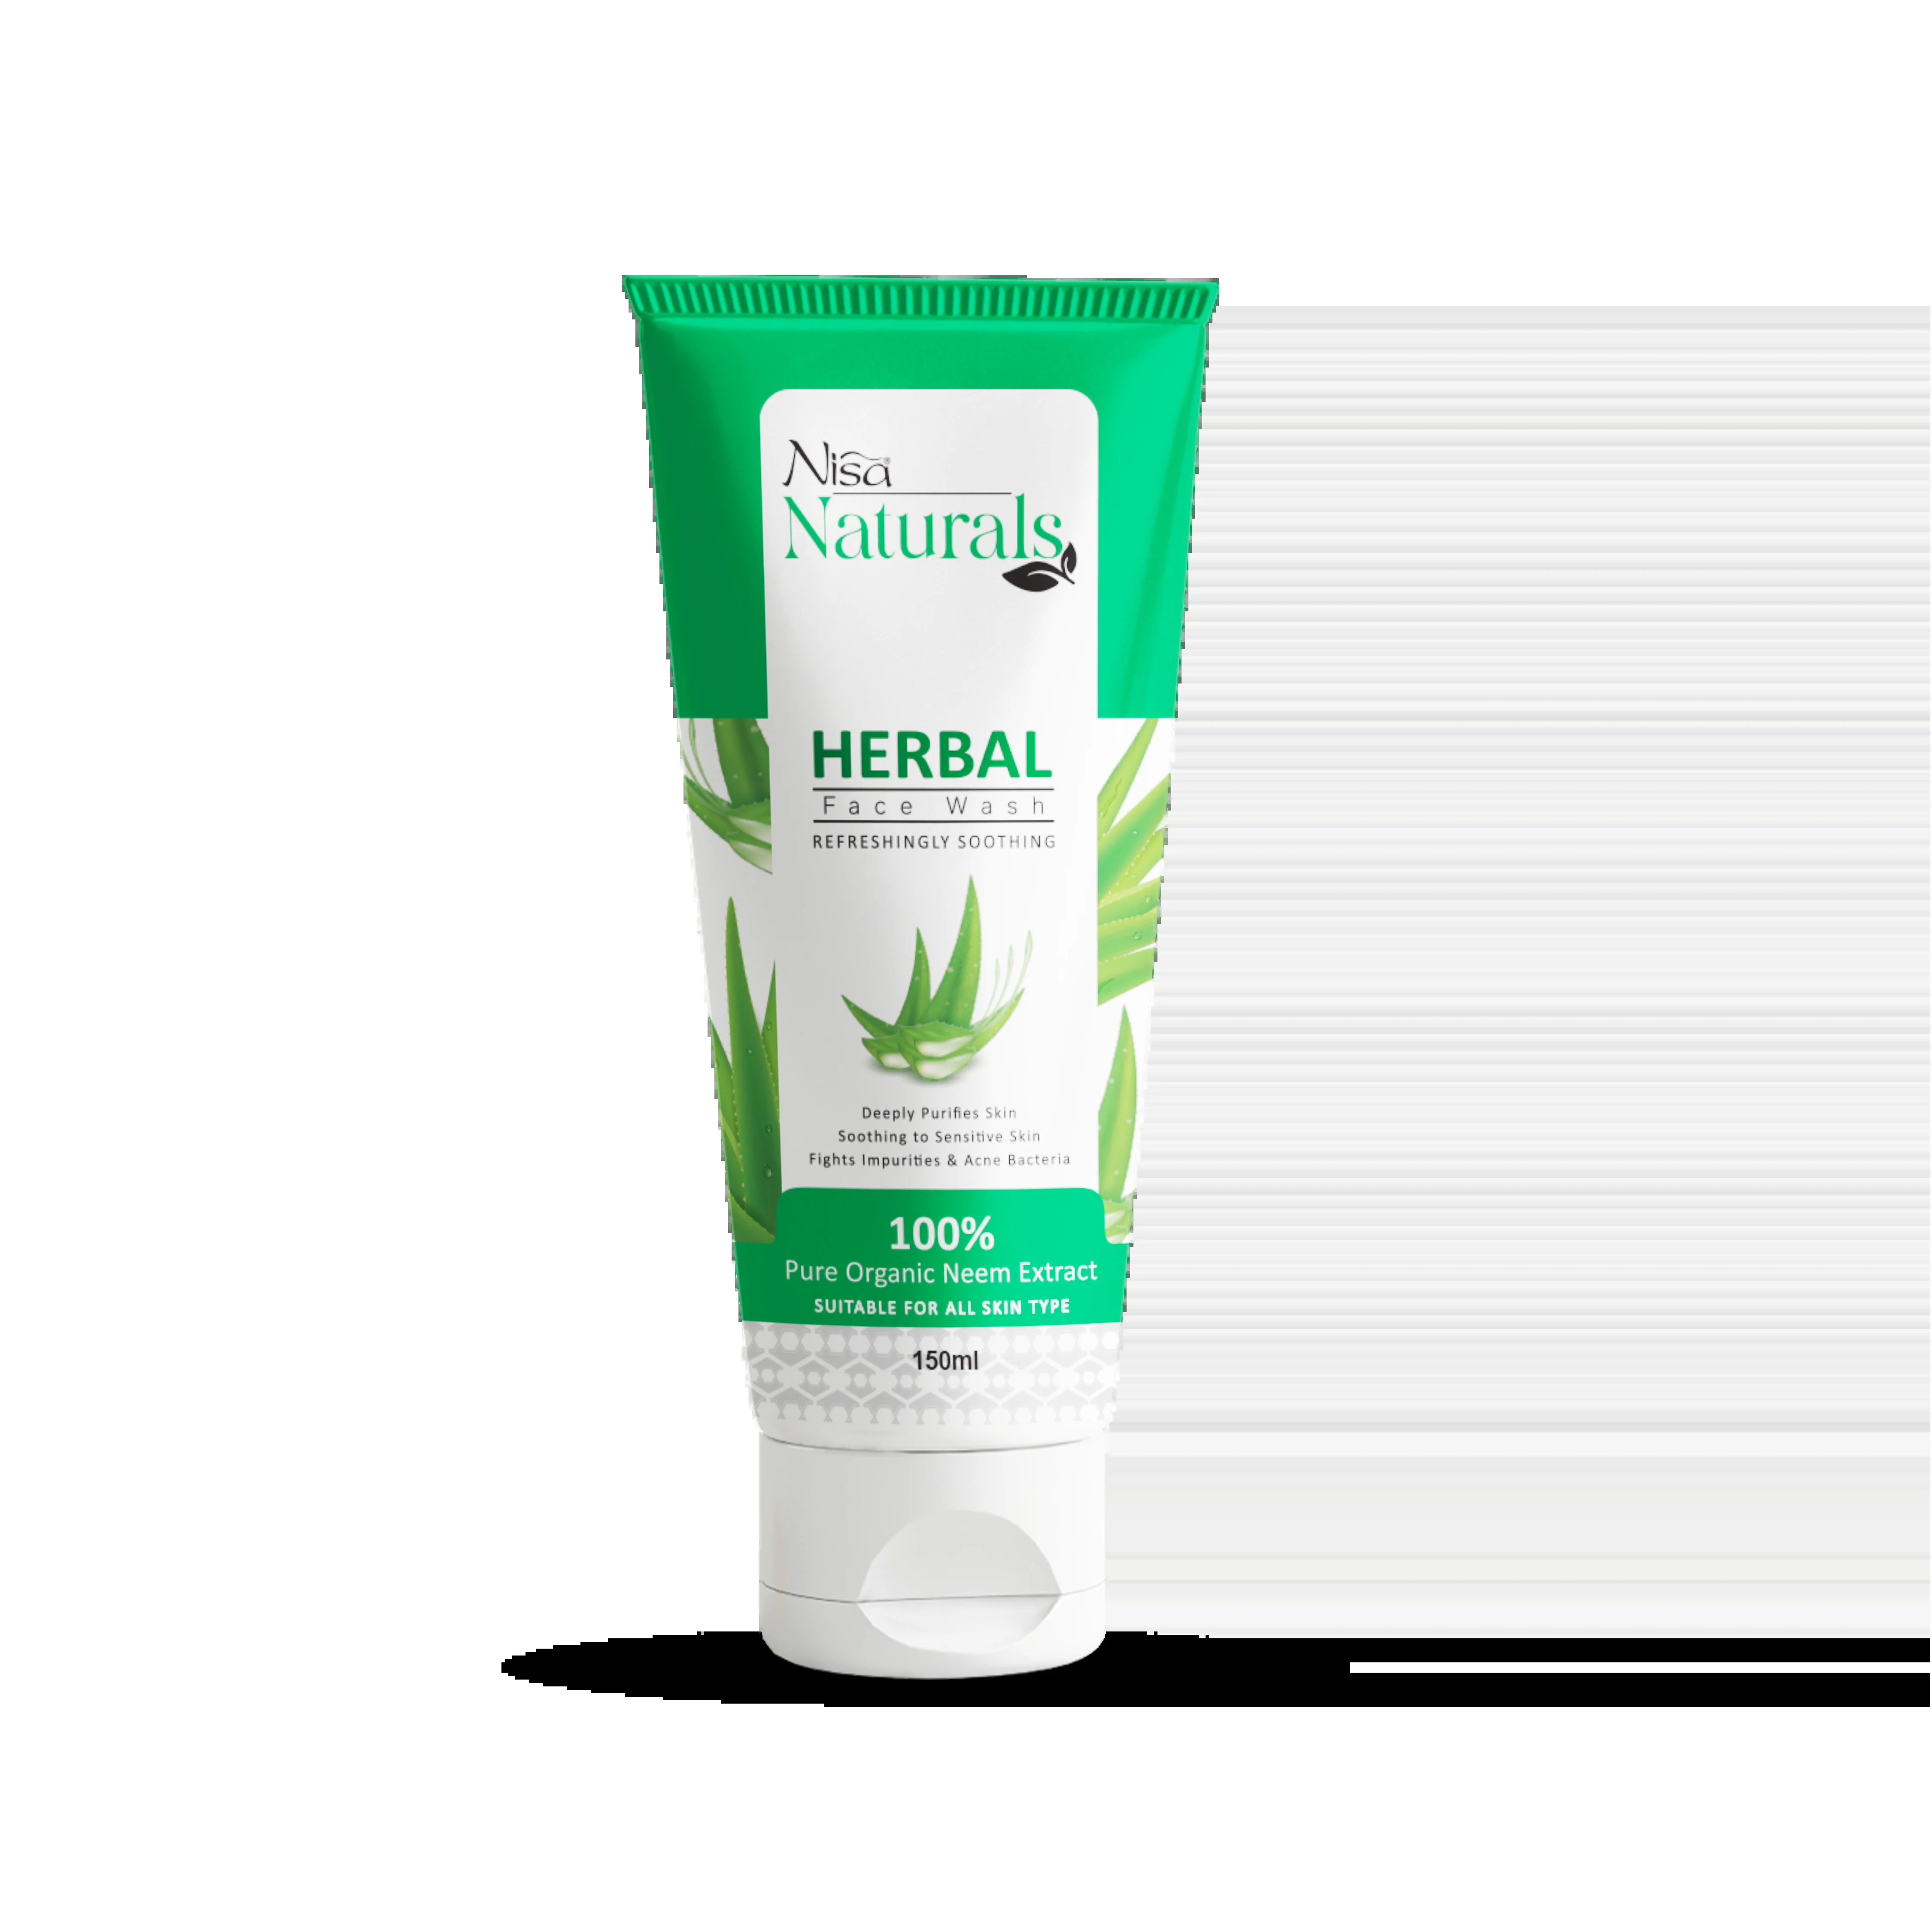 Nisa®
Naturals
HERBAL
Face Wash
REFRESHINGLY SOOTHING
Deeply Purifies Skin
Soothing to Sensitive Skin
Fights Impurities & Acne Bacteria
100%
Pure Organic Neem Extract
SUITABLE FOR ALL SKIN TYPE
150ml